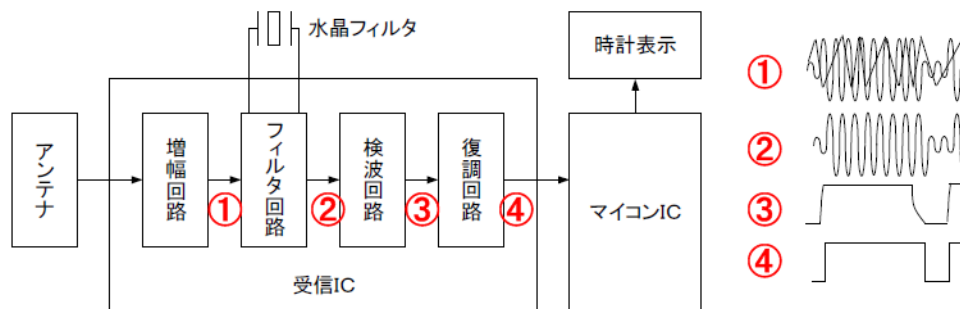 水晶フィルタ
時計表示
アンテナ
増幅回路
フィルタ回路
検波回路
復調回路
①
②
③
④
マイコンIC
受信IC
①
②
③
④